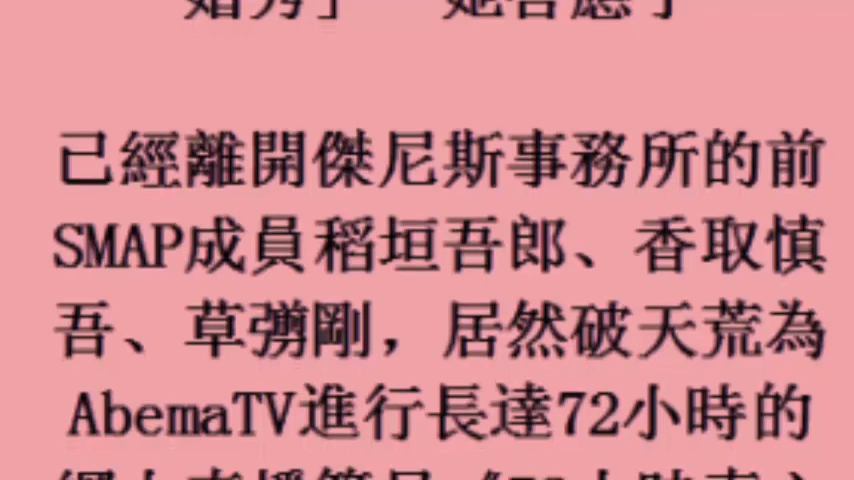 已經離開傑尼斯事務所的前
SMAP成員稻垣吾郎、香取慎
吾、草彅剛，居然破天荒為
AbemaTV進行長達72小時的